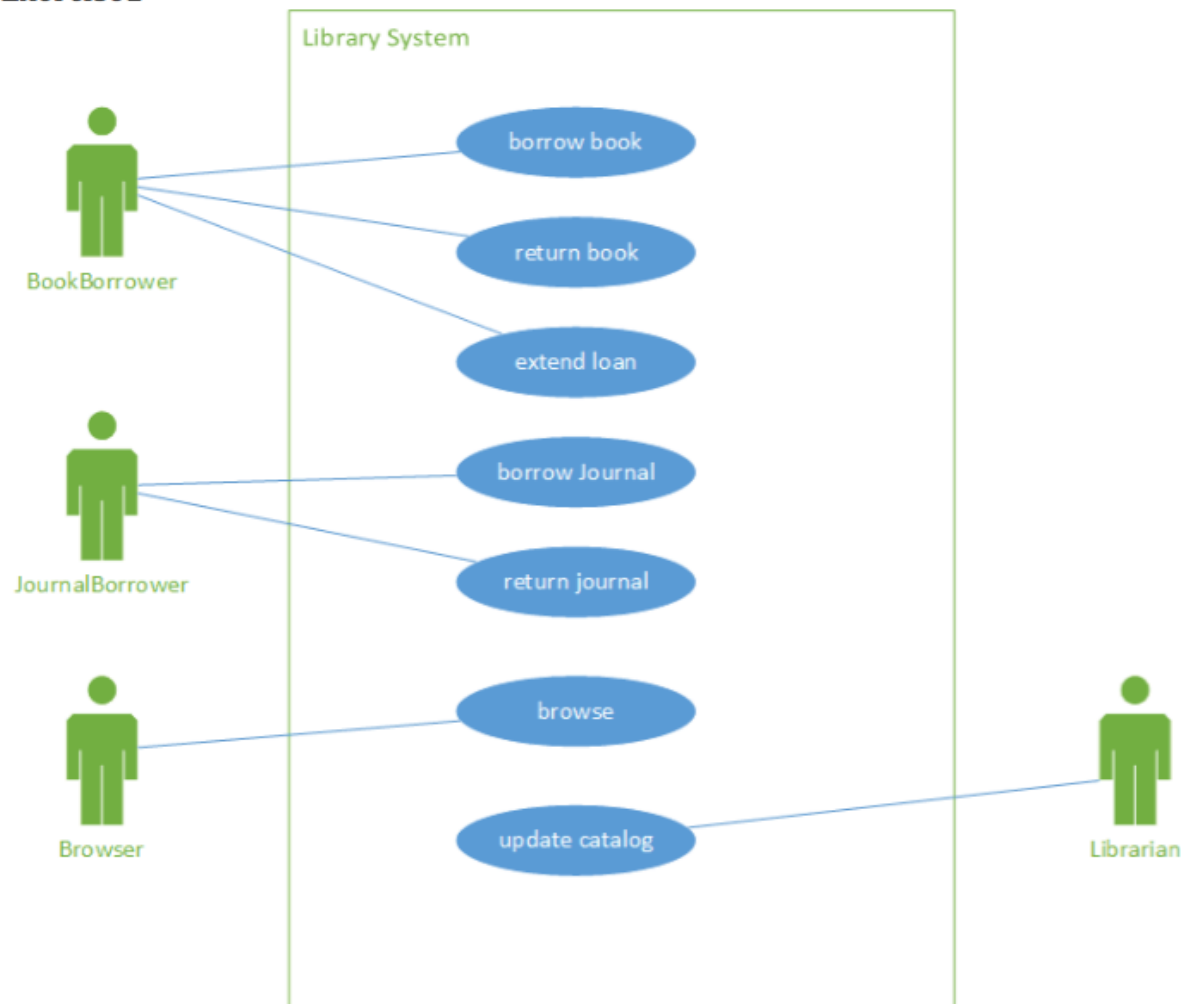 Library System
borrow book
return book
BookBorrower
extend loan
borrow Journal
return journal
JournalBorrower
browse
update catalog
Browser
Librarian